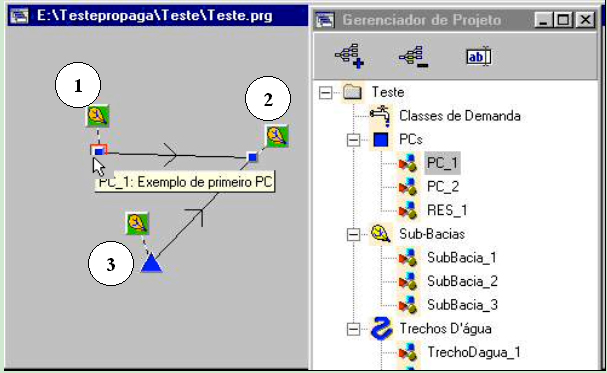 E:\Testepropaga\Teste\Teste.prg
1
2
PC_1: Exemplo de primeiro PC
3
Gerenciador de Projeto
ab
Teste
Classes de Demanda
PCs
PC_1
PC_2
RES_1
Sub-Bacias
SubBacia_1
SubBacia_2
SubBacia_3
Trechos D'água
TrechoDagua_1